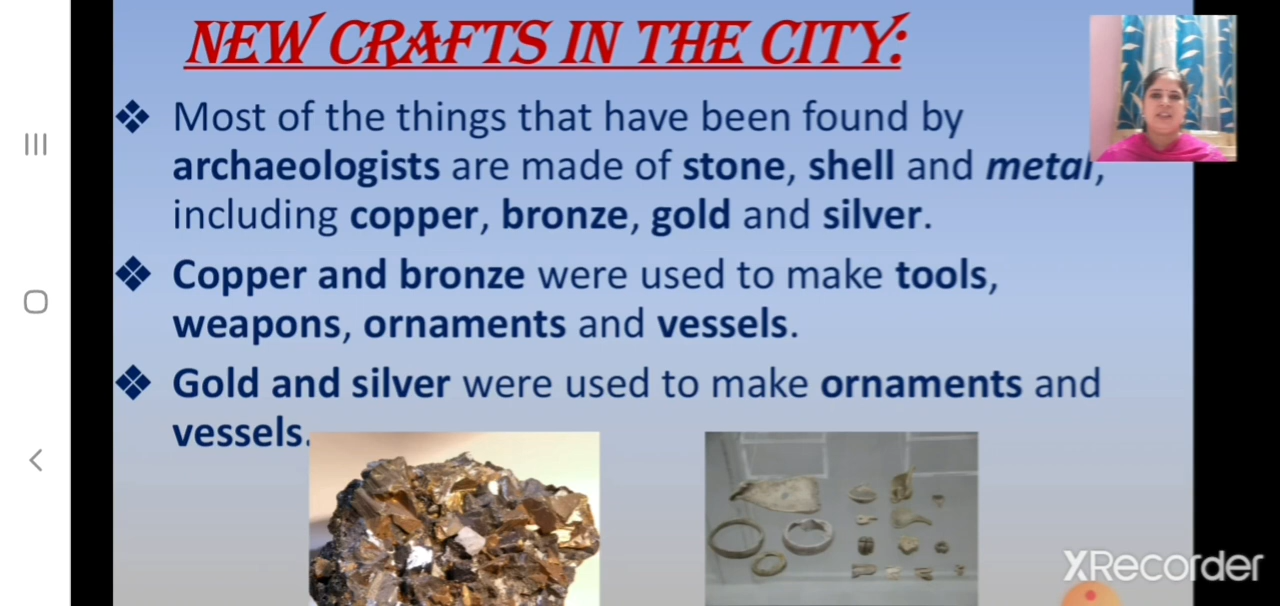 NEW CRAFTS IN THE CITY:
❖ Most of the things that have been found by
archaeologists are made of stone, shell and metal,
including copper, bronze, gold and silver.
❖ Copper and bronze were used to make tools,
weapons, ornaments and vessels.
❖ Gold and silver were used to make ornaments and
vessels.
XRecorder